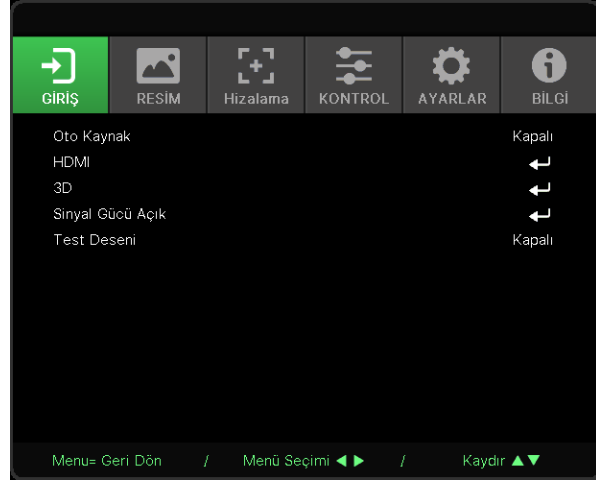 GİRİŞ RESİM Hizalama KONTROL AYARLAR BİLGİ
Oto Kaynak Kapalı
HDMI
3D
Sinyal Gücü Açık
Test Deseni Kapalı
Menu= Geri Dön / Menü Seçimi ◀ ▶ / Kaydır ▲▼